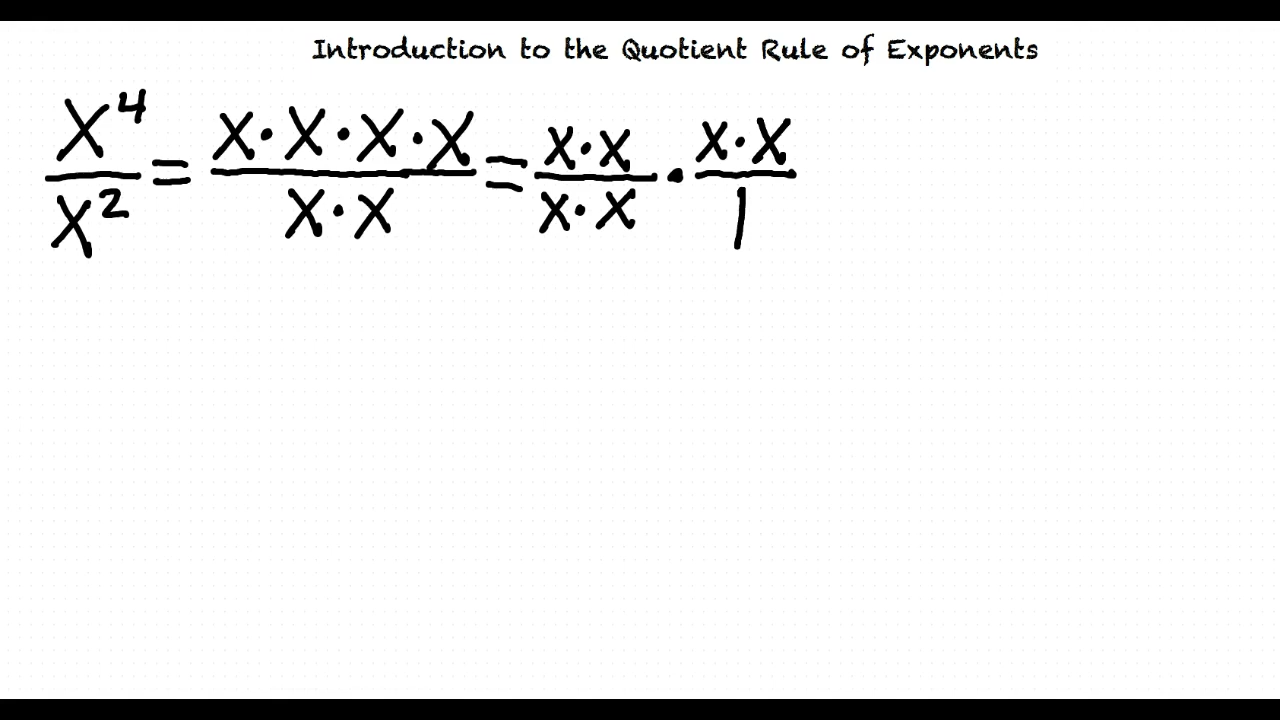 Introduction to the Quotient Rule of Exponents
X⁴/X² = X·X·X·X/X·X = X·X/X·X · X·X/1